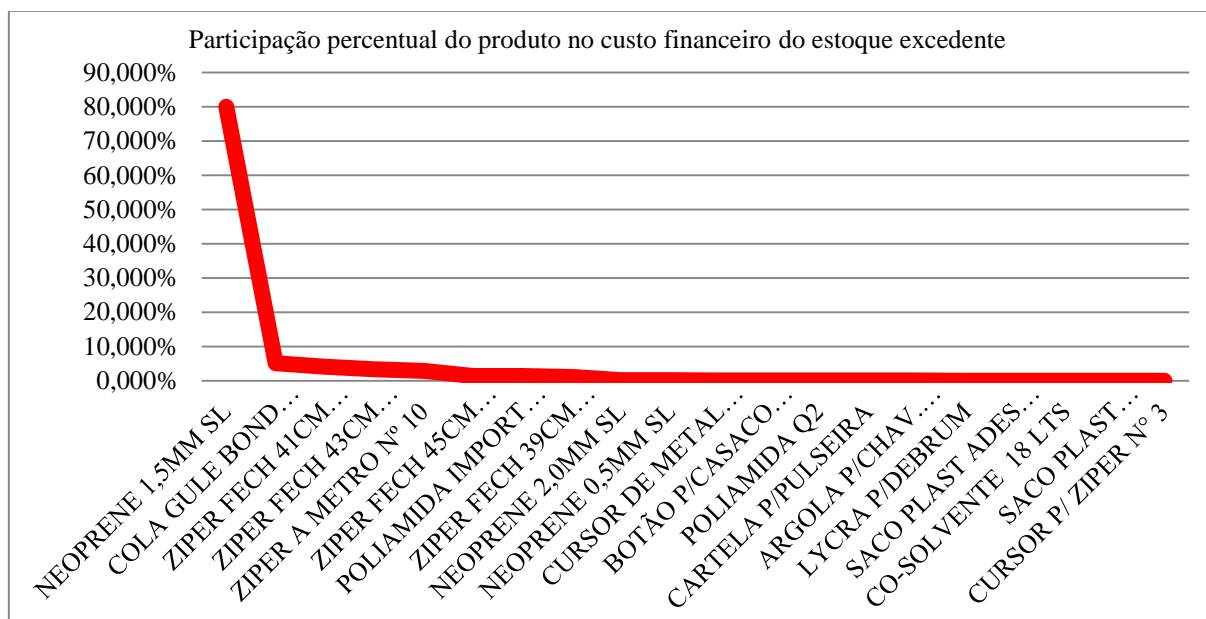 Participação percentual do produto no custo financeiro do estoque excedente
90,000%
80,000%
70,000%
60,000%
50,000%
40,000%
30,000%
20,000%
10,000%
0,000%
NEOPRENE 1,5MM SL
COLA GULE BOND…
ZIPER FECH 41CM…
ZIPER FECH 43CM…
ZIPER A METRO Nº 10
ZIPER FECH 45CM…
POLIAMIDA IMPORT…
ZIPER FECH 39CM…
NEOPRENE 2,0MM SL
NEOPRENE 0,5MM SL
CURSOR DE METAL…
BOTÃO P/CASACO…
POLIAMIDA Q2
CARTELA P/PULSEIRA
ARGOLA P/CHAV.…
LYCRA P/DEBRUM
SACO PLAST ADES…
CO-SOLVENTE 18 LTS
SACO PLAST…
CURSOR P/ ZIPER N° 3